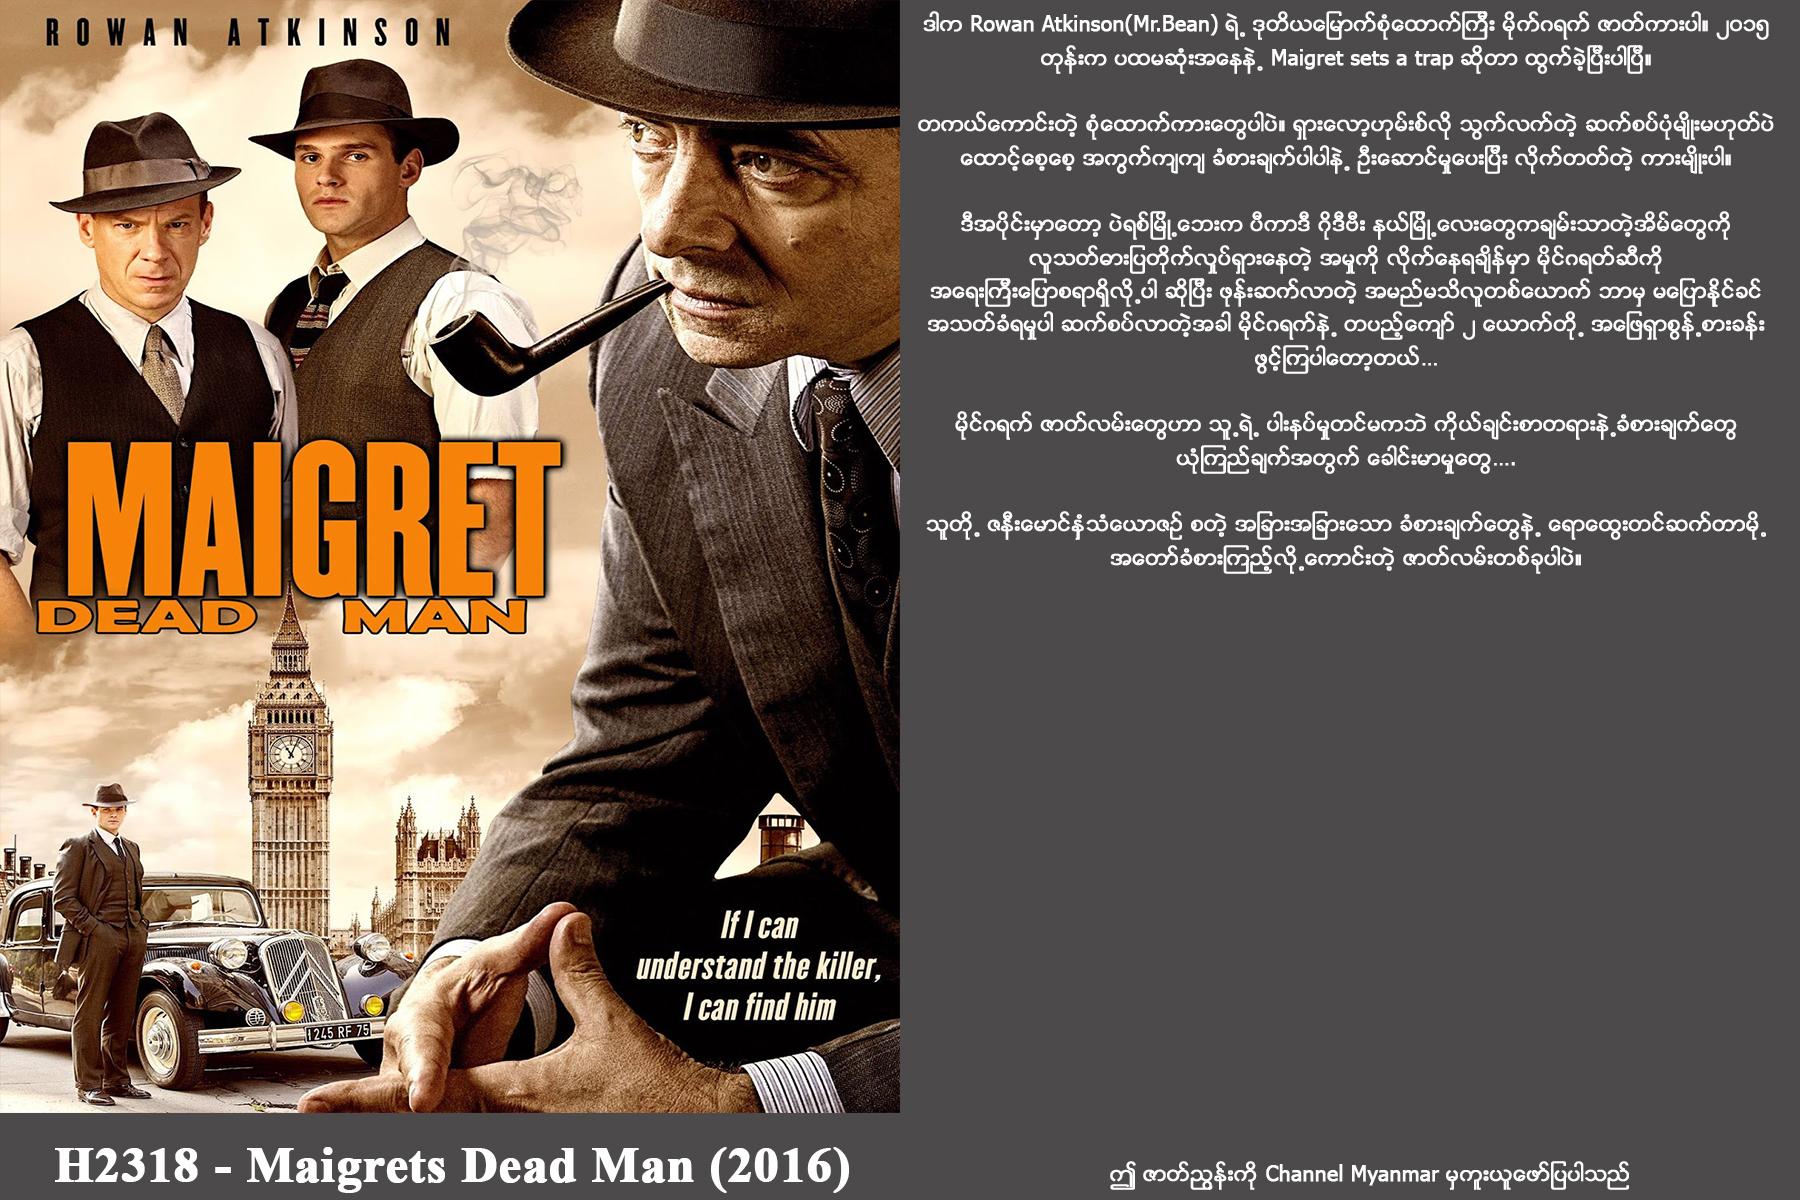 ROWAN ATKINSON
MAIGRET
DEAD MAN
If I can
understand the killer,
I can find him
1245 RF 75
H2318 - Maigrets Dead Man (2016)
ဒါက Rowan Atkinson(Mr.Bean) ရဲ့ ဒုတိယမြောက်စုံထောက်ကြီး မိုက်ဂရက် ဇာတ်ကားပါ။ ၂၀၁၅
တုန်းက ပထမဆုံးအနေနဲ့ Maigret sets a trap ဆိုတာ ထွက်ခဲ့ပြီးပါပြီ။
တကယ်ကောင်းတဲ့ စုံထောက်ကားတွေပါပဲ။ ရှားလော့ဟုမ်းစ်လို သွက်လက်တဲ့ ဆက်စပ်ပုံမျိုးမဟုတ်ပဲ
ထောင့်စေ့စေ့ အကွက်ကျကျ ခံစားချက်ပါပါနဲ့ ဦးဆောင်မှုပေးပြီး လိုက်တတ်တဲ့ ကားမျိုးပါ။
ဒီအပိုင်းမှာတော့ ပဲရစ်မြို့ဘေးက ပီကာဒီ ဂိုဒီဗီး နယ်မြို့လေးတွေကချမ်းသာတဲ့အိမ်တွေကို
လူသတ်ဓားပြတိုက်လှုပ်ရှားနေတဲ့ အမှုကို လိုက်နေရချိန်မှာ မိုင်ဂရတ်ဆီကို
အရေးကြီးပြောစရာရှိလို့ပါ ဆိုပြီး ဖုန်းဆက်လာတဲ့ အမည်မသိလူတစ်ယောက် ဘာမှ မပြောနိုင်ခင်
အသတ်ခံရမှုပါ ဆက်စပ်လာတဲ့အခါ မိုင်ဂရက်နဲ့ တပည့်ကျော် ၂ ယောက်တို့ အဖြေရှာစွန့်စားခန်း
ဖွင့်ကြပါတော့တယ်...
မိုင်ဂရက် ဇာတ်လမ်းတွေဟာ သူ့ရဲ့ ပါးနပ်မှုတင်မကဘဲ ကိုယ်ချင်းစာတရားနဲ့ခံစားချက်တွေ
ယုံကြည်ချက်အတွက် ခေါင်းမာမှုတွေ....
သူတို့ ဇနီးမောင်နှံသံယောဇဉ် စတဲ့ အခြားအခြားသော ခံစားချက်တွေနဲ့ ရောထွေးတင်ဆက်တာမို့
အတော်ခံစားကြည့်လို့ကောင်းတဲ့ ဇာတ်လမ်းတစ်ခုပါပဲ။
ဤ ဇာတ်ညွှန်းကို Channel Myanmar မှကူးယူဖော်ပြပါသည်